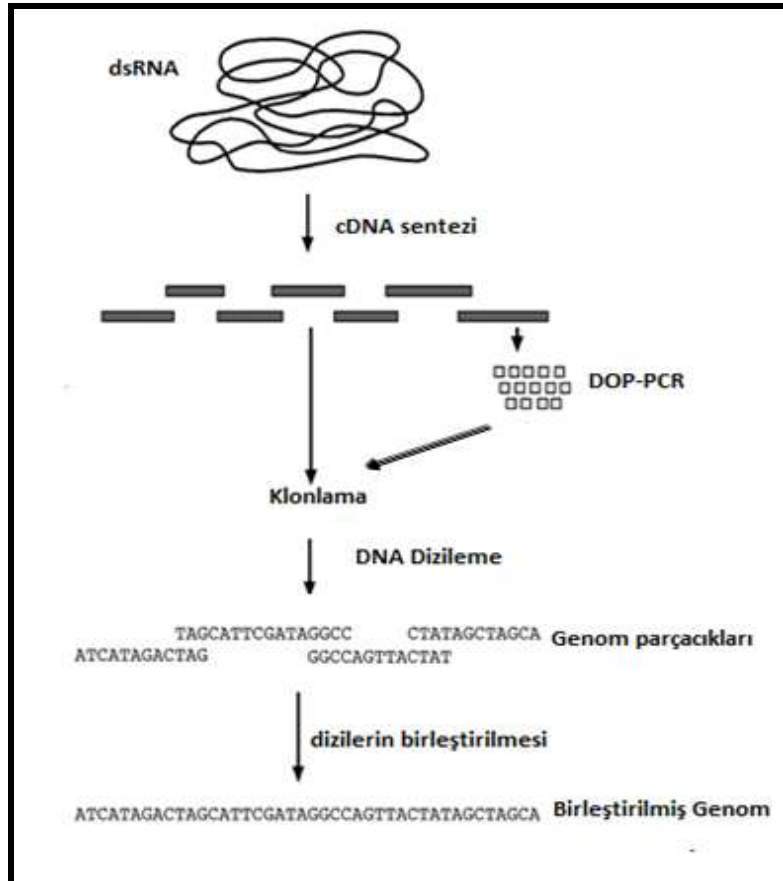 dsRNA
cDNA sentezi
DOP-PCR
Klonlama
DNA Dizileme
TAGCATTCGATAGGCC CTATAGCTAGCA
Genom parçacıkları
ATCATAGACTAG GGCCAGTTACTAT
dizilerin birleştirilmesi
ATCATAGACTAGCATTCGATAGGCCAGTTACTATAGCTAGCA Birleştirilmiş Genom